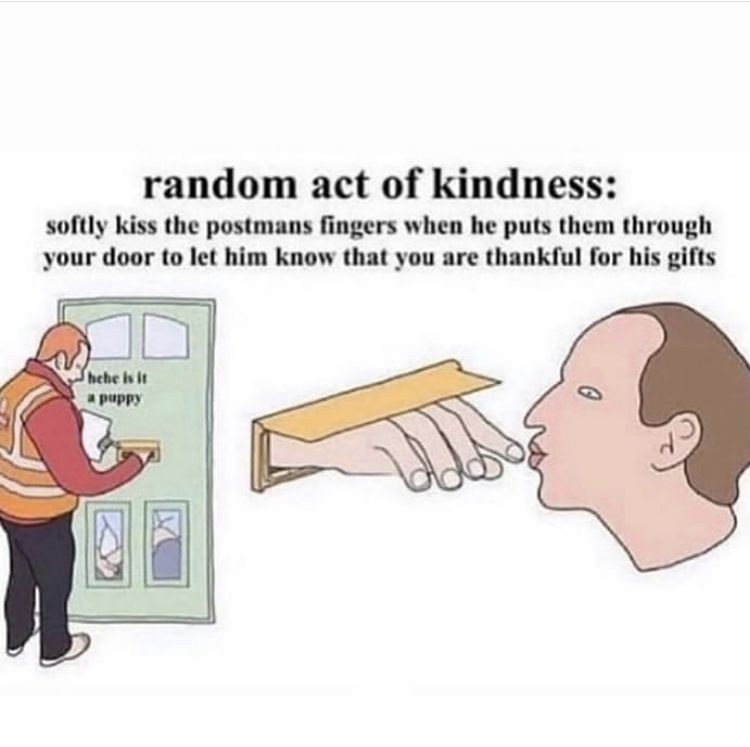 random act of kindness:
softly kiss the postmans fingers when he puts them through
your door to let him know that you are thankful for his gifts
hehe is it
a puppy